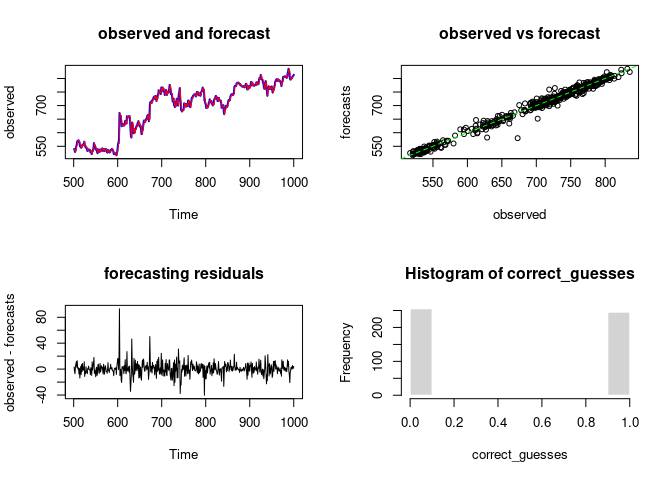 observed and forecast
observed
700
550
500 600 700 800 900 1000
Time
observed vs forecast
forecasts
700
550
550 600 650 700 750 800
observed
forecasting residuals
observed - forecasts
80
40
0
-40
500 600 700 800 900 1000
Time
Histogram of correct_guesses
Frequency
200
100
0
0.0 0.2 0.4 0.6 0.8 1.0
correct_guesses